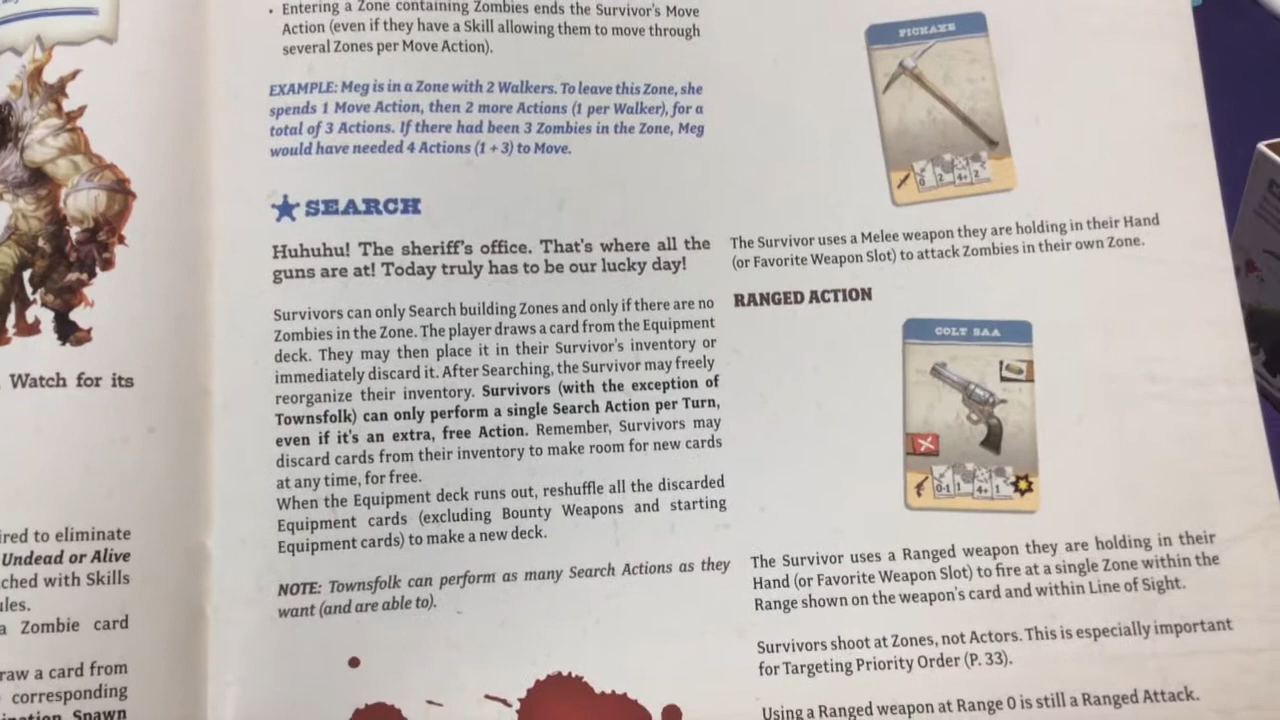 Watch for its
ired to eliminate
Undead or Alive
ched with Skills
ules.
a Zombie card
raw a card from
corresponding
Spawn
• Entering a Zone containing Zombies ends the Survivor's Move
Action (even if they have a Skill allowing them to move through
several Zones per Move Action).
EXAMPLE: Meg is in a Zone with 2 Walkers. To leave this Zone, she
spends 1 Move Action, then 2 more Actions (1 per Walker), for a
total of 3 Actions. If there had been 3 Zombies in the Zone, Meg
would have needed 4 Actions (1 + 3) to Move.
SEARCH
Huhuhu! The sheriff's office. That's where all the
guns are at! Today truly has to be our lucky day!
Survivors can only Search building Zones and only if there are no
Zombies in the Zone. The player draws a card from the Equipment
deck. They may then place it in their Survivor's inventory or
immediately discard it. After Searching, the Survivor may freely
reorganize their inventory. Survivors (with the exception of
Townsfolk) can only perform a single Search Action per Turn,
even if it's an extra, free Action. Remember, Survivors may
discard cards from their inventory to make room for new cards
at any time, for free.
When the Equipment deck runs out, reshuffle all the discarded
Equipment cards (excluding Bounty Weapons and starting
Equipment cards) to make a new deck.
NOTE: Townsfolk can perform as many Search Actions as they
want (and are able to).
PICKAXE
0 2 4+ 2
The Survivor uses a Melee weapon they are holding in their Hand
(or Favorite Weapon Slot) to attack Zombies in their own Zone.
RANGED ACTION
COLT SAA
0-1 1 4+ 1
The Survivor uses a Ranged weapon they are holding in their
Hand (or Favorite Weapon Slot) to fire at a single Zone within the
Range shown on the weapon's card and within Line of Sight.
Survivors shoot at Zones, not Actors. This is especially important
for Targeting Priority Order (P. 33).
Using a Ranged weapon at Range 0 is still a Ranged Attack.